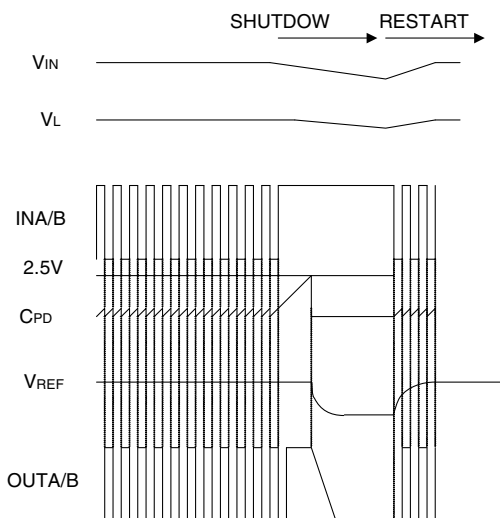 SHUTDOW RESTART
VIN
VL
INA/B
2.5V
CPD
VREF
OUTA/B